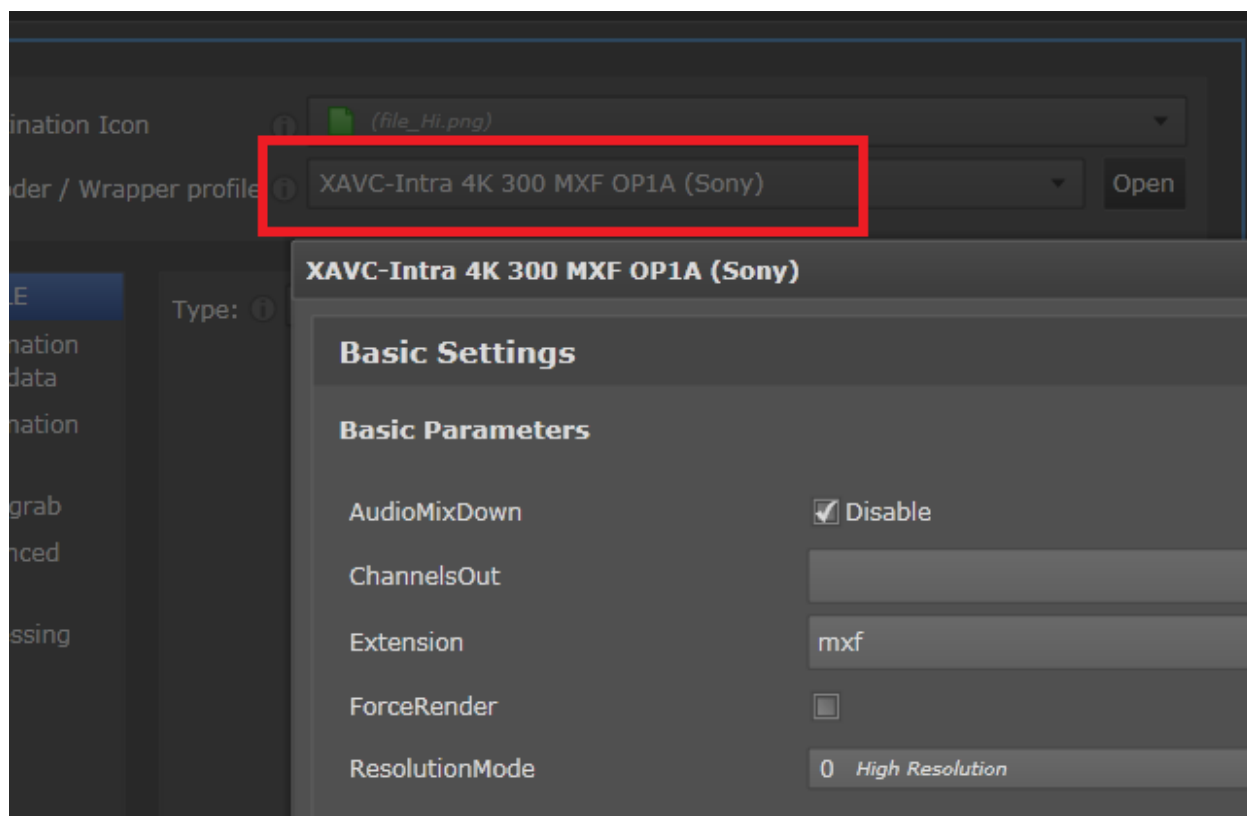 ination Icon
(file_Hi.png)
der / Wrapper profile
XAVC-Intra 4K 300 MXF OP1A (Sony)
Open
XAVC-Intra 4K 300 MXF OP1A (Sony)
LE
Type:
Basic Settings
nation
data
nation
Basic Parameters
grab
AudioMixDown
Disable
nced
ChannelsOut
ssing
Extension
mxf
ForceRender
ResolutionMode
0 High Resolution